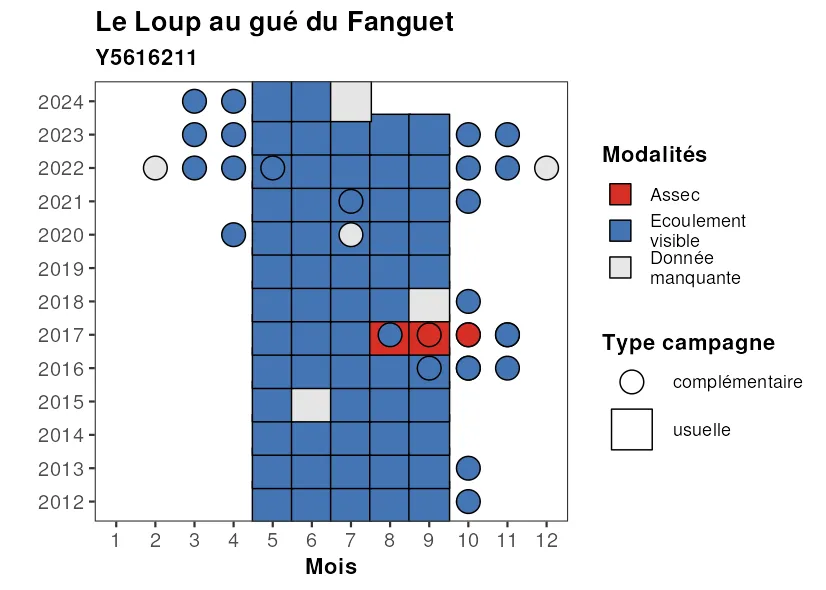 Le Loup au gué du Fanguet
Y5616211
2024
2023
2022
2021
2020
2019
2018
2017
2016
2015
2014
2013
2012
1 2 3 4 5 6 7 8 9 10 11 12
Mois
Modalités
Assec
Ecoulement
visible
Donnée
manquante
Type campagne
complémentaire
usuelle